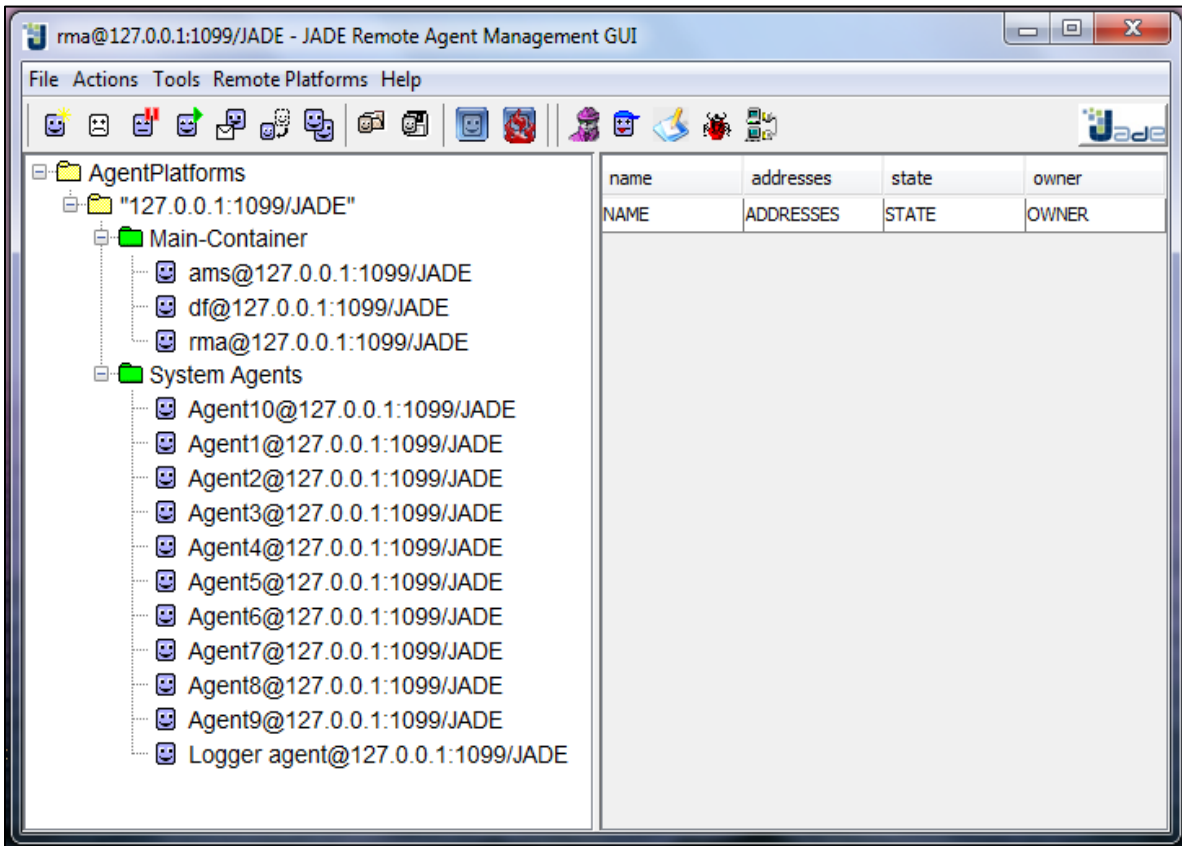 rma@127.0.0.1:1099/JADE - JADE Remote Agent Management GUI
File Actions Tools Remote Platforms Help
Jade
AgentPlatforms
"127.0.0.1:1099/JADE"
Main-Container
ams@127.0.0.1:1099/JADE
df@127.0.0.1:1099/JADE
rma@127.0.0.1:1099/JADE
System Agents
Agent10@127.0.0.1:1099/JADE
Agent1@127.0.0.1:1099/JADE
Agent2@127.0.0.1:1099/JADE
Agent3@127.0.0.1:1099/JADE
Agent4@127.0.0.1:1099/JADE
Agent5@127.0.0.1:1099/JADE
Agent6@127.0.0.1:1099/JADE
Agent7@127.0.0.1:1099/JADE
Agent8@127.0.0.1:1099/JADE
Agent9@127.0.0.1:1099/JADE
Logger agent@127.0.0.1:1099/JADE
name addresses state owner
NAME ADDRESSES STATE OWNER